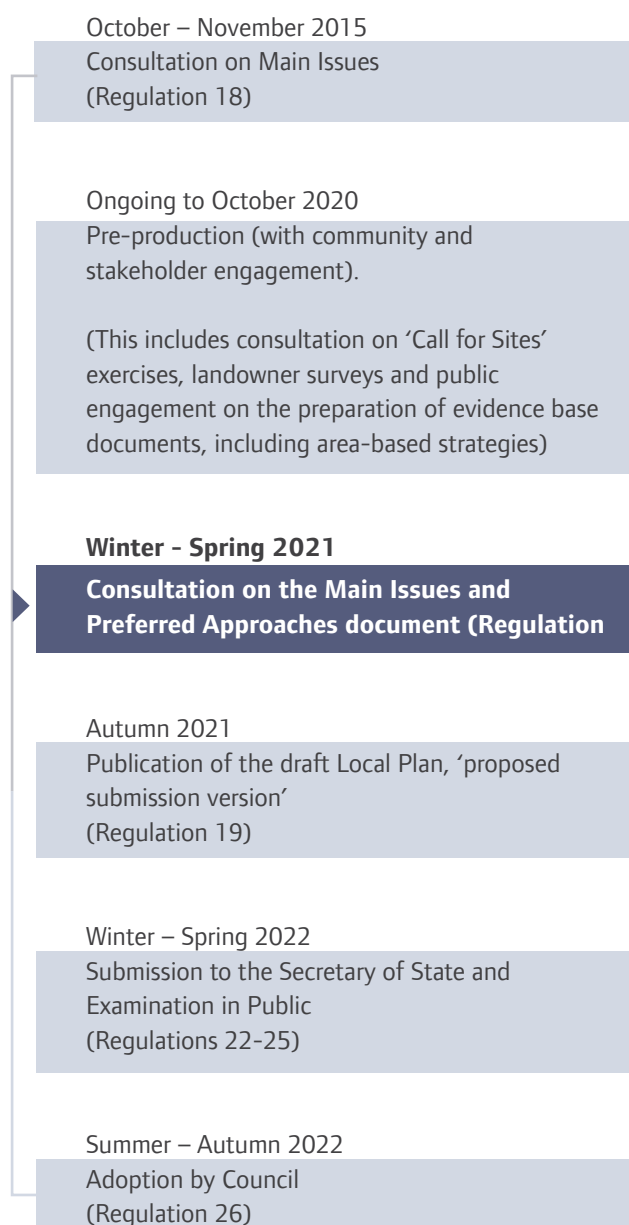 October – November 2015
Consultation on Main Issues
(Regulation 18)
Ongoing to October 2020
Pre-production (with community and
stakeholder engagement).
(This includes consultation on ‘Call for Sites’
exercises, landowner surveys and public
engagement on the preparation of evidence base
documents, including area-based strategies)
Winter - Spring 2021
Consultation on the Main Issues and
Preferred Approaches document (Regulation
Autumn 2021
Publication of the draft Local Plan, ‘proposed
submission version’
(Regulation 19)
Winter – Spring 2022
Submission to the Secretary of State and
Examination in Public
(Regulations 22-25)
Summer – Autumn 2022
Adoption by Council
(Regulation 26)